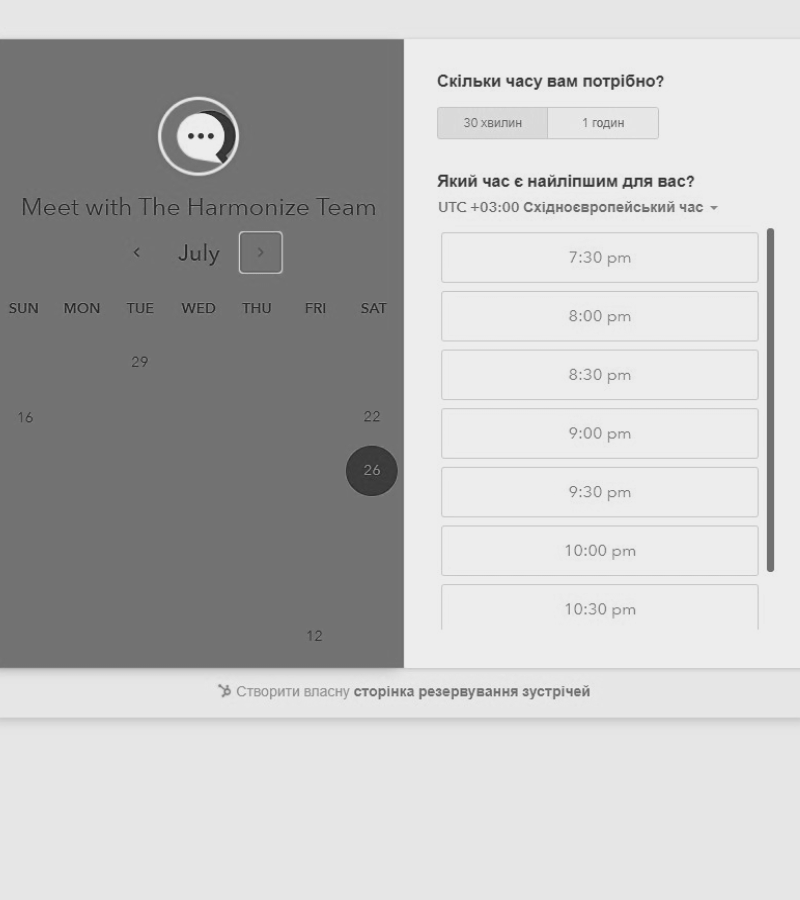 Meet with The Harmonize Team
July
SUN MON TUE WED THU FRI SAT
29
16 22
26
12
Скільки часу вам потрібно?
30 хвилин 1 годин
Який час є найліпшим для вас?
UTC +03:00 Східноєвропейський час
7:30 pm
8:00 pm
8:30 pm
9:00 pm
9:30 pm
10:00 pm
10:30 pm
Створити власну сторінка резервування зустрічей